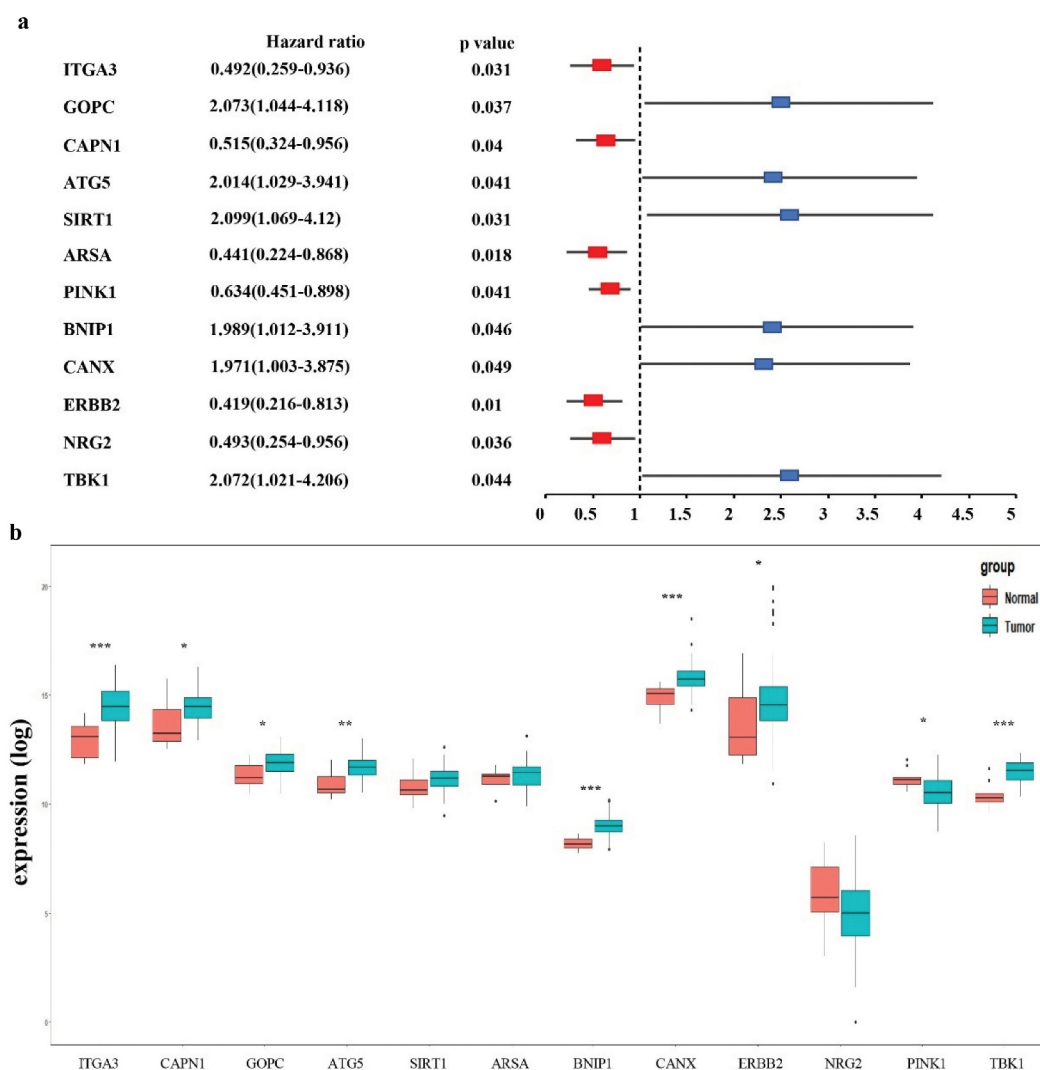 a
Hazard ratio p value
ITGA3 0.492(0.259-0.936) 0.031
GOPC 2.073(1.044-4.118) 0.037
CAPN1 0.515(0.324-0.956) 0.04
ATG5 2.014(1.029-3.941) 0.041
SIRT1 2.099(1.069-4.12) 0.031
ARSA 0.441(0.224-0.868) 0.018
PINK1 0.634(0.451-0.898) 0.041
BNIP1 1.989(1.012-3.911) 0.046
CANX 1.971(1.003-3.875) 0.049
ERBB2 0.419(0.216-0.813) 0.01
NRG2 0.493(0.254-0.956) 0.036
TBK1 2.072(1.021-4.206) 0.044
0 0.5 1 1.5 2 2.5 3 3.5 4 4.5 5
b
expression (log)
20
15
10
5
0
*** * * ** *** *** * * ***
group
Normal
Tumor
ITGA3 CAPN1 GOPC ATG5 SIRT1 ARSA BNIP1 CANX ERBB2 NRG2 PINK1 TBK1